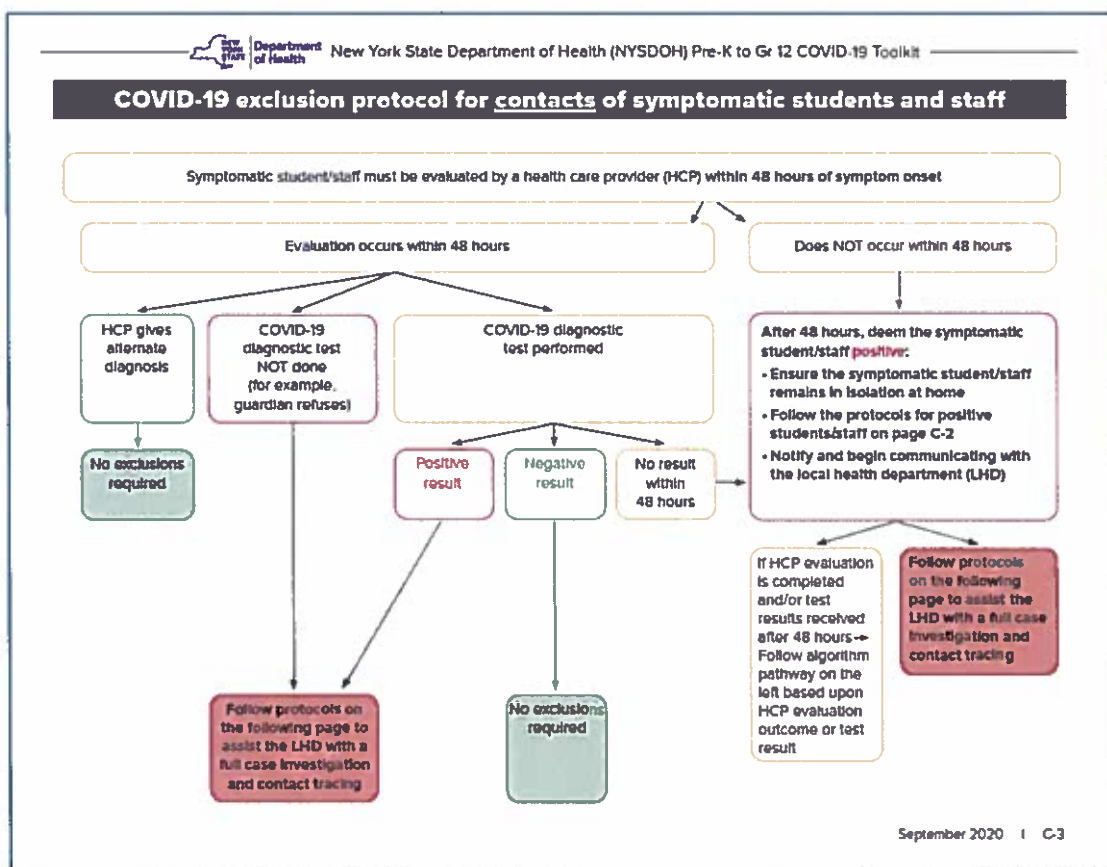 NEW
YORK
STATE
Department
of Health
New York State Department of Health (NYSDOH) Pre-K to Gr 12 COVID-19 Toolkit
COVID-19 exclusion protocol for contacts of symptomatic students and staff
Symptomatic student/staff must be evaluated by a health care provider (HCP) within 48 hours of symptom onset
Evaluation occurs within 48 hours
Does NOT occur within 48 hours
HCP gives
alternate
diagnosis
COVID-19
diagnostic test
NOT done
(for example,
guardian refuses)
COVID-19 diagnostic
test performed
After 48 hours, deem the symptomatic
student/staff positive:
• Ensure the symptomatic student/staff
remains in isolation at home
• Follow the protocols for positive
students/staff on page C-2
• Notify and begin communicating with
the local health department (LHD)
No exclusions
required
Positive
result
Negative
result
No result
within
48 hours
If HCP evaluation
is completed
and/or test
results received
after 48 hours→
Follow algorithm
pathway on the
left based upon
HCP evaluation
outcome or test
result
Follow protocols
on the following
page to assist the
LHD with a full case
investigation and
contact tracing
Follow protocols on
the following page to
assist the LHD with a
full case investigation
and contact tracing
No exclusions
required
September 2020 | C-3